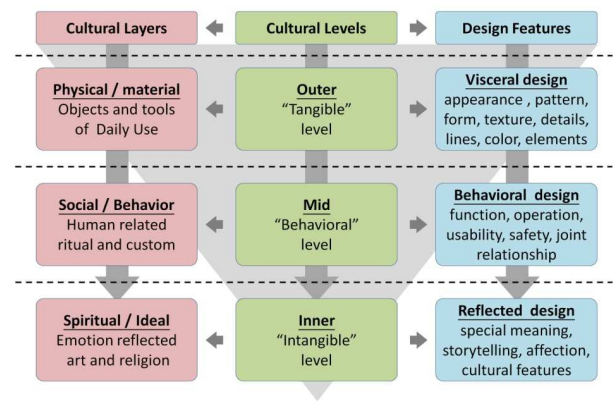 Cultural Layers
Cultural Levels
Design Features
Physical / material
Objects and tools
of Daily Use
Outer
“Tangible”
level
Visceral design
appearance , pattern,
form, texture, details,
lines, color, elements
Social / Behavior
Human related
ritual and custom
Mid
“Behavioral”
level
Behavioral design
function, operation,
usability, safety, joint
relationship
Spiritual / Ideal
Emotion reflected
art and religion
Inner
“Intangible”
level
Reflected design
special meaning,
storytelling, affection,
cultural features